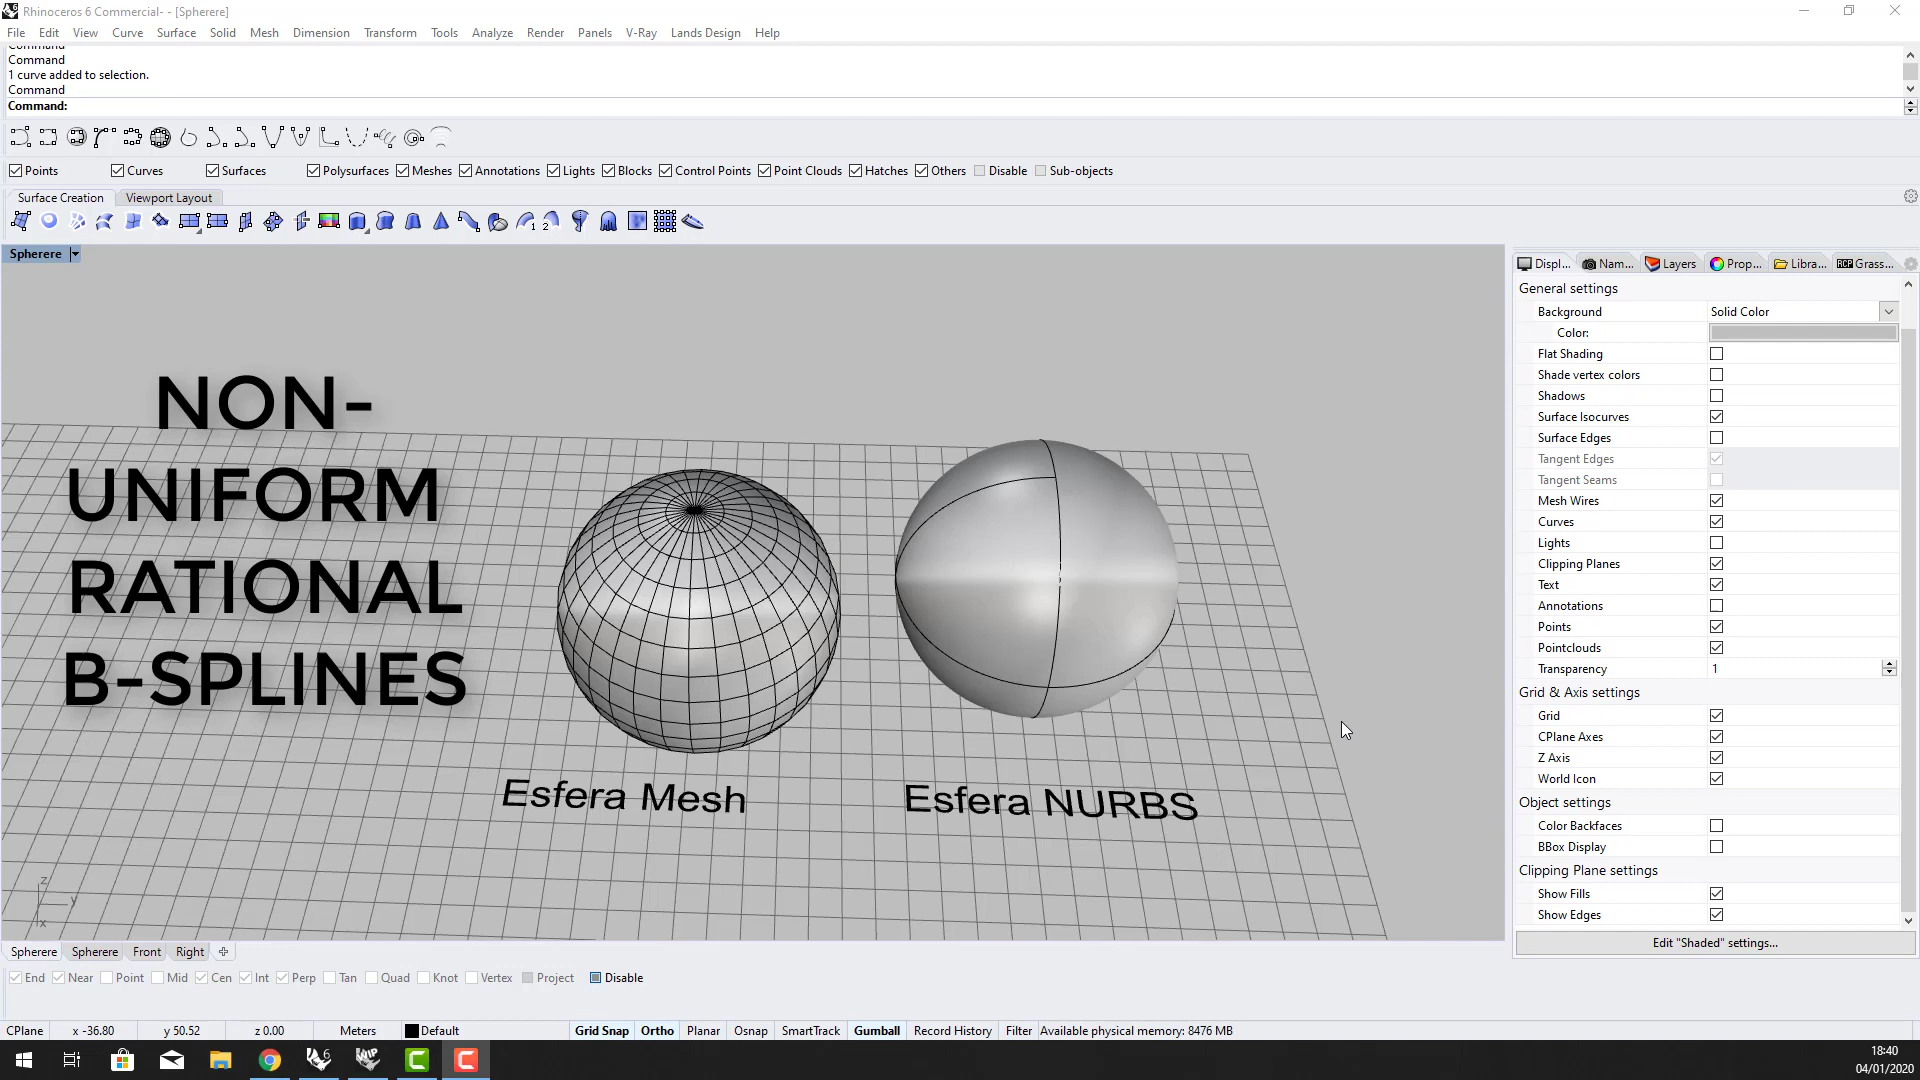 Rhinoceros 6 Commercial- - [Spherere]
File Edit View Curve Surface Solid Mesh Dimension Transform Tools Analyze Render Panels V-Ray Lands Design Help
Command
Command
1 curve added to selection.
Command
Command:
Points Curves Surfaces Polysurfaces Meshes Annotations Lights Blocks Control Points Point Clouds Hatches Others Disable Sub-objects
Surface Creation Viewport Layout
Spherere
Displ... Nam... Layers Prop... Libra... Grass...
General settings
Background Solid Color
Color:
Flat Shading
Shade vertex colors
Shadows
Surface Isocurves
Surface Edges
Tangent Edges
Tangent Seams
Mesh Wires
Curves
Lights
Clipping Planes
Text
Annotations
Points
Pointclouds
Transparency 1
Grid & Axis settings
Grid
CPlane Axes
Z Axis
World Icon
Object settings
Color Backfaces
BBox Display
Clipping Plane settings
Show Fills
Show Edges
Edit "Shaded" settings...
NON-
UNIFORM
RATIONAL
B-SPLINES
Esfera Mesh
Esfera NURBS
z
y
x
Spherere Spherere Front Right
End Near Point Mid Cen Int Perp Tan Quad Knot Vertex Project Disable
CPlane x -36.80 y 50.52 z 0.00 Meters Default Grid Snap Ortho Planar Osnap SmartTrack Gumball Record History Filter Available physical memory: 8476 MB
18:40
04/01/2020